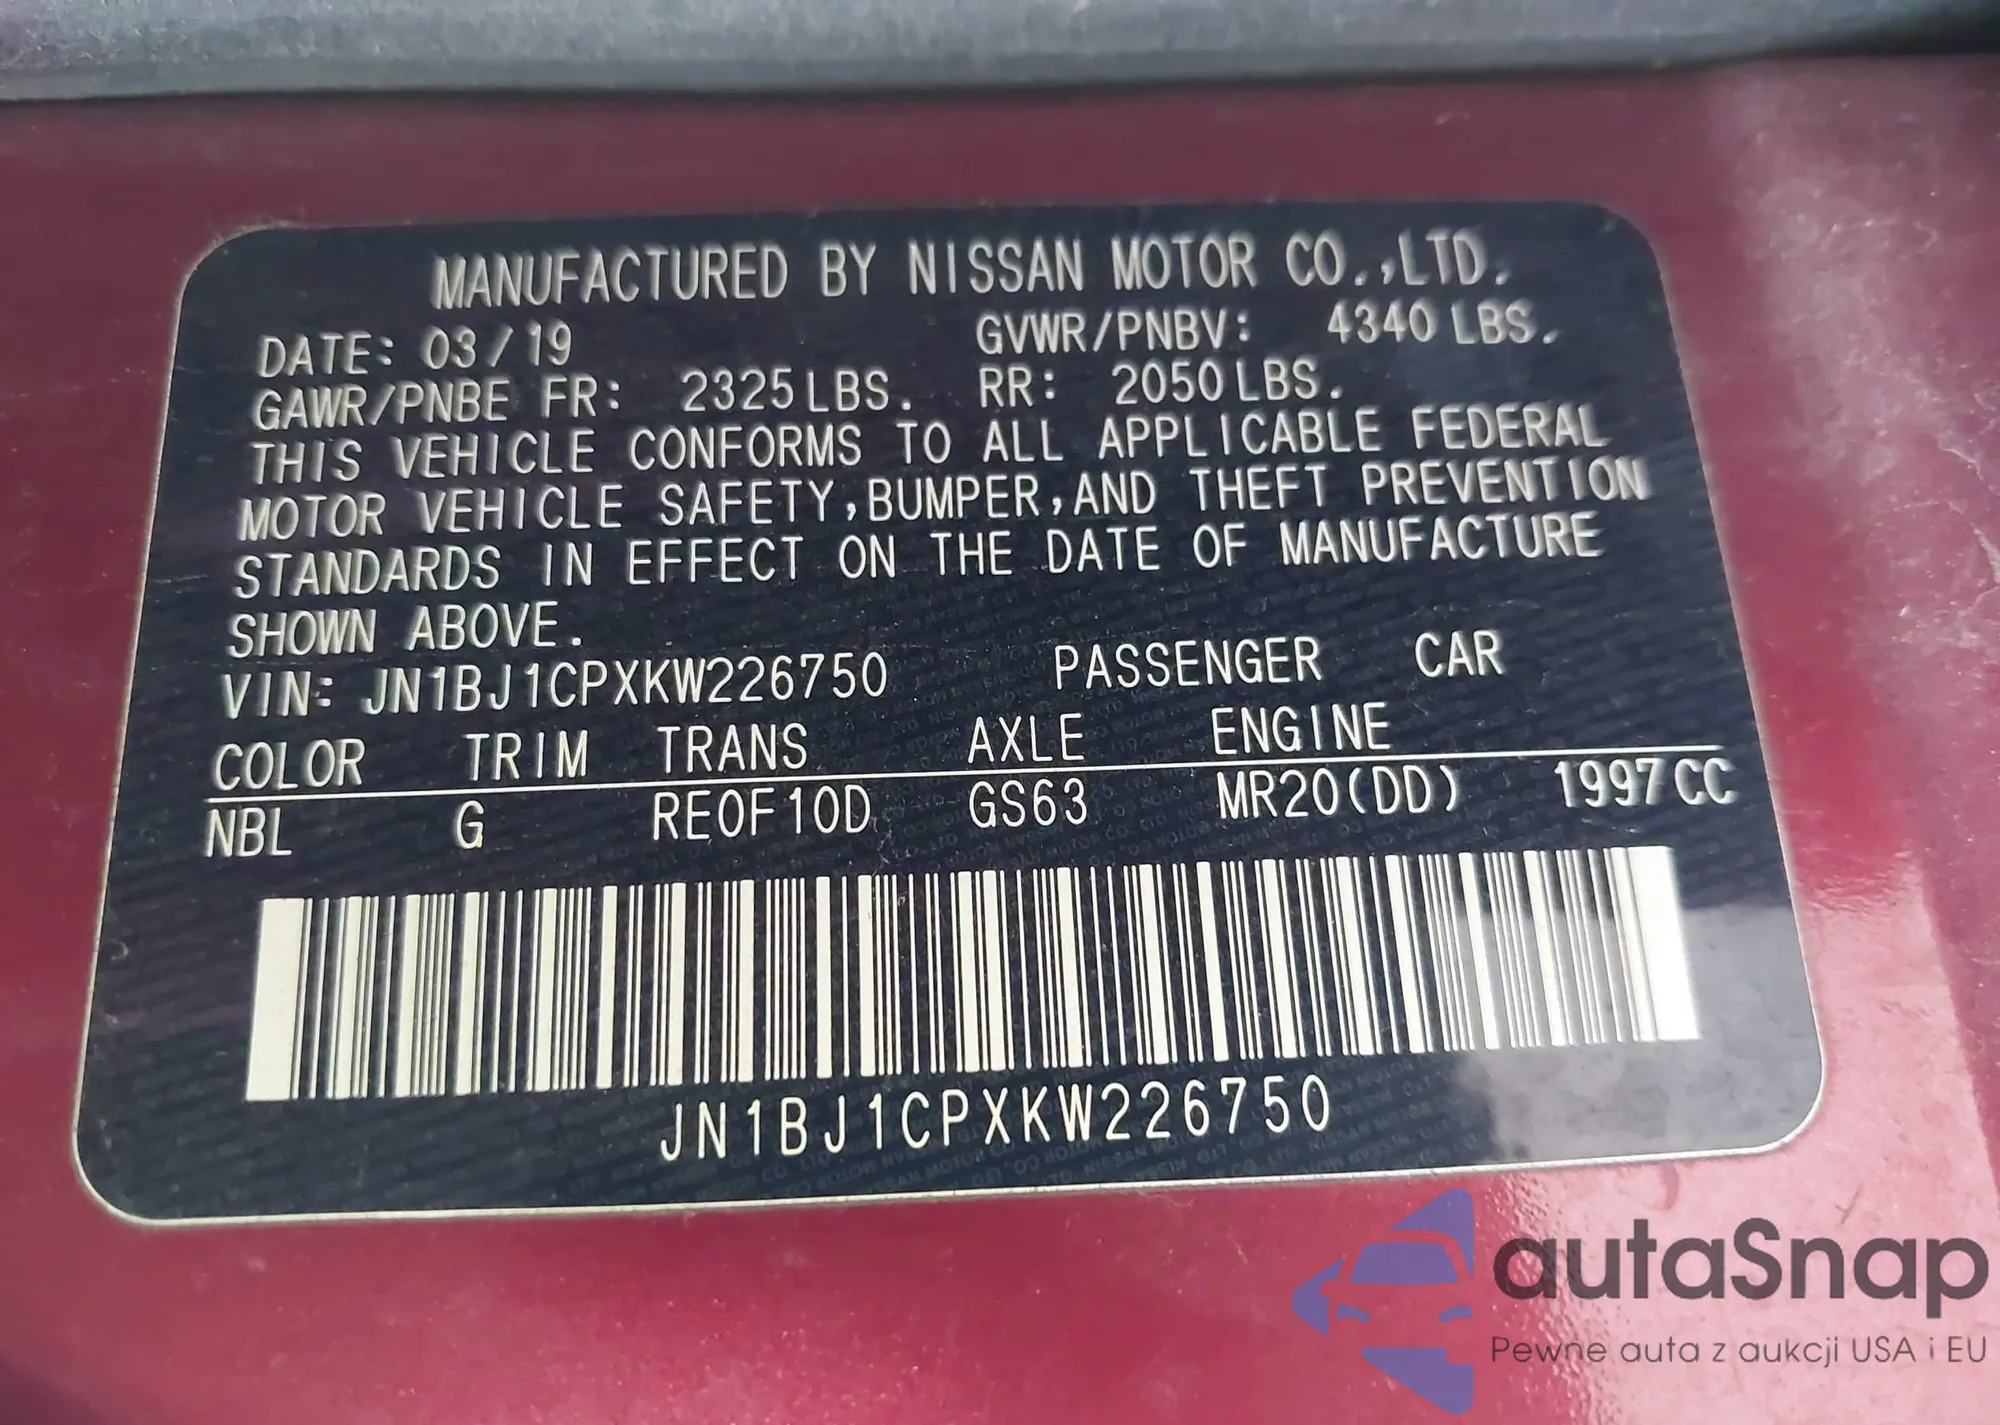 MANUFACTURED BY NISSAN MOTOR CO.,LTD.
DATE: 03/19 GVWR/PNBV: 4340 LBS.
GAWR/PNBE FR: 2325LBS. RR: 2050LBS.
THIS VEHICLE CONFORMS TO ALL APPLICABLE FEDERAL
MOTOR VEHICLE SAFETY,BUMPER,AND THEFT PREVENTION
STANDARDS IN EFFECT ON THE DATE OF MANUFACTURE
SHOWN ABOVE.
VIN: JN1BJ1CPXKW226750 PASSENGER CAR
COLOR TRIM TRANS AXLE ENGINE
NBL G RE0F10D GS63 MR20(DD) 1997CC
JN1BJ1CPXKW226750
autaSnap
Pewne auta z aukcji USA i EU